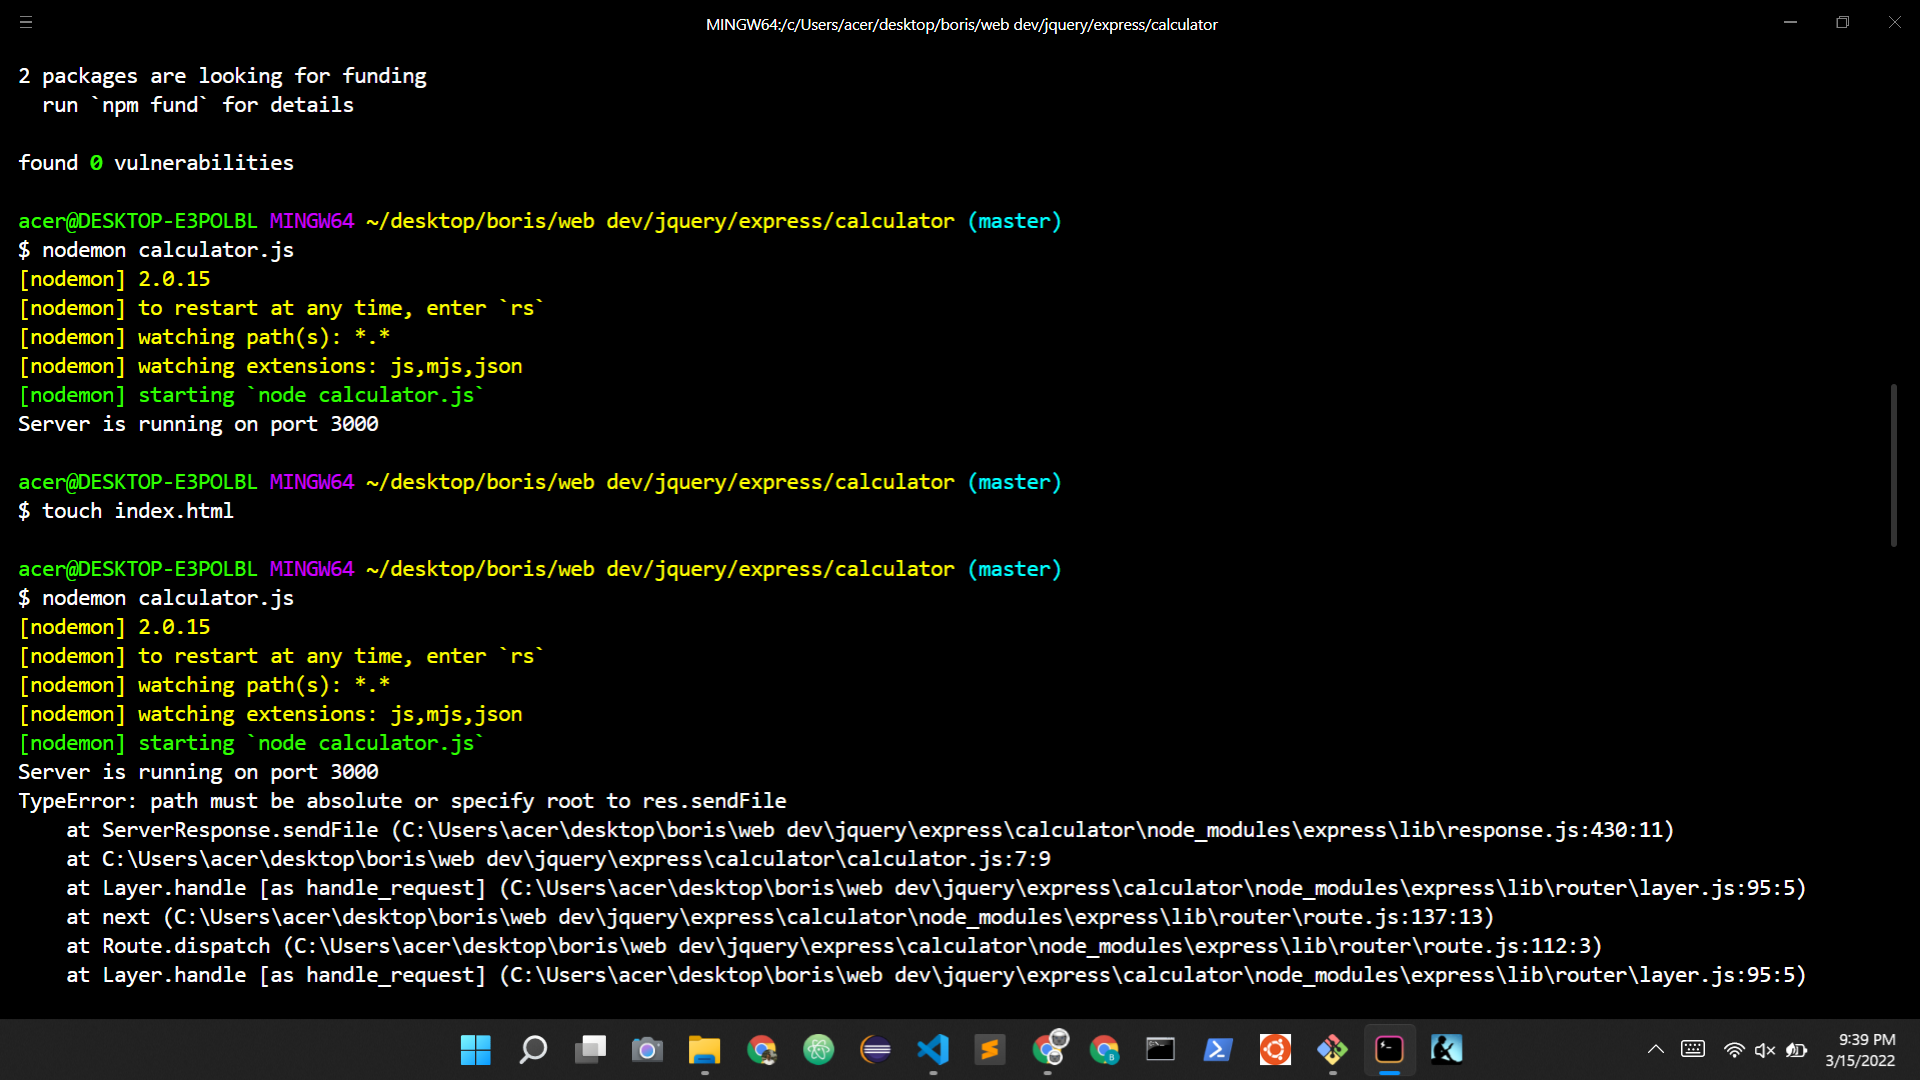 MINGW64:/c/Users/acer/desktop/boris/web dev/jquery/express/calculator
2 packages are looking for funding
  run `npm fund` for details
found 0 vulnerabilities
acer@DESKTOP-E3POLBL MINGW64 ~/desktop/boris/web dev/jquery/express/calculator (master)
$ nodemon calculator.js
[nodemon] 2.0.15
[nodemon] to restart at any time, enter `rs`
[nodemon] watching path(s): *.*
[nodemon] watching extensions: js,mjs,json
[nodemon] starting `node calculator.js`
Server is running on port 3000
acer@DESKTOP-E3POLBL MINGW64 ~/desktop/boris/web dev/jquery/express/calculator (master)
$ touch index.html
acer@DESKTOP-E3POLBL MINGW64 ~/desktop/boris/web dev/jquery/express/calculator (master)
$ nodemon calculator.js
[nodemon] 2.0.15
[nodemon] to restart at any time, enter `rs`
[nodemon] watching path(s): *.*
[nodemon] watching extensions: js,mjs,json
[nodemon] starting `node calculator.js`
Server is running on port 3000
TypeError: path must be absolute or specify root to res.sendFile
    at ServerResponse.sendFile (C:\Users\acer\desktop\boris\web dev\jquery\express\calculator\node_modules\express\lib\response.js:430:11)
    at C:\Users\acer\desktop\boris\web dev\jquery\express\calculator\calculator.js:7:9
    at Layer.handle [as handle_request] (C:\Users\acer\desktop\boris\web dev\jquery\express\calculator\node_modules\express\lib\router\layer.js:95:5)
    at next (C:\Users\acer\desktop\boris\web dev\jquery\express\calculator\node_modules\express\lib\router\route.js:137:13)
    at Route.dispatch (C:\Users\acer\desktop\boris\web dev\jquery\express\calculator\node_modules\express\lib\router\route.js:112:3)
    at Layer.handle [as handle_request] (C:\Users\acer\desktop\boris\web dev\jquery\express\calculator\node_modules\express\lib\router\layer.js:95:5)
9:39 PM
3/15/2022